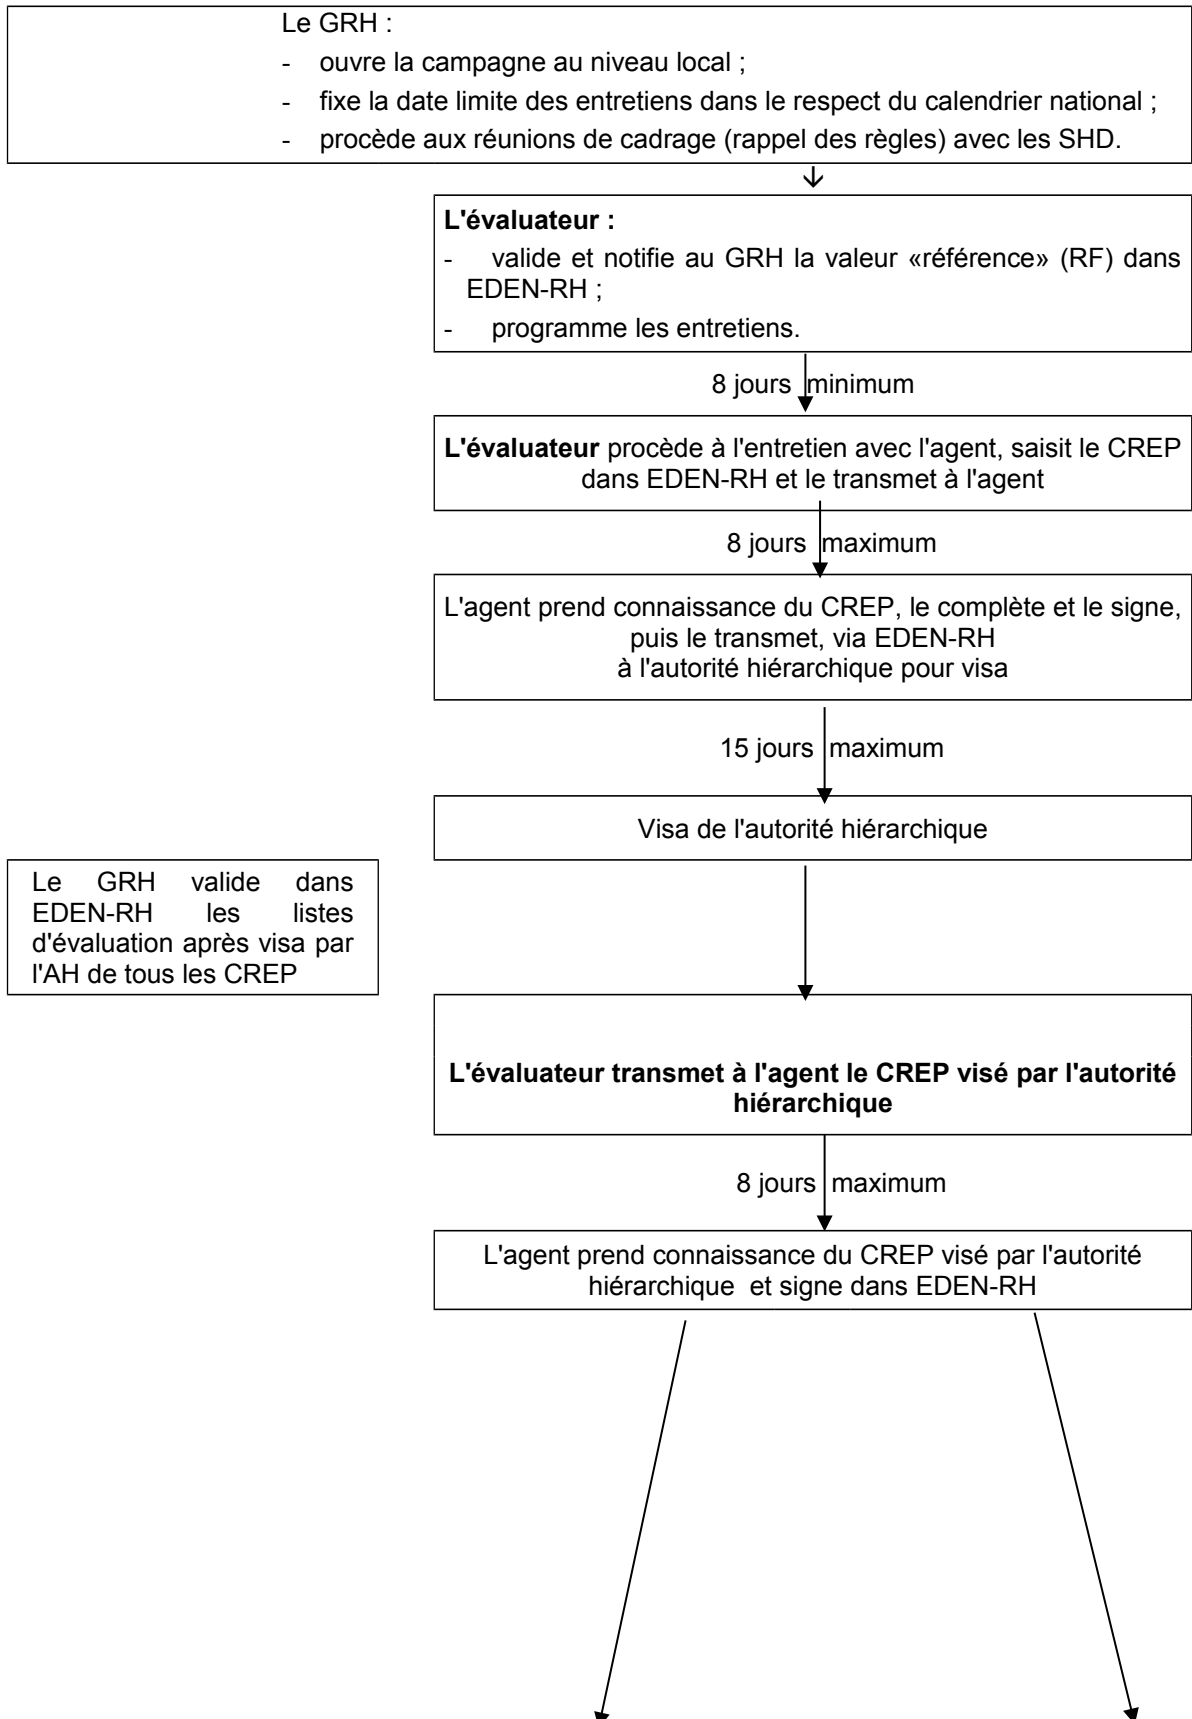 Le GRH :
- ouvre la campagne au niveau local ;
- fixe la date limite des entretiens dans le respect du calendrier national ;
- procède aux réunions de cadrage (rappel des règles) avec les SHD.
L'évaluateur :
- valide et notifie au GRH la valeur «référence» (RF) dans
EDEN-RH ;
- programme les entretiens.
8 jours minimum
L'évaluateur procède à l'entretien avec l'agent, saisit le CREP
dans EDEN-RH et le transmet à l'agent
8 jours maximum
L'agent prend connaissance du CREP, le complète et le signe,
puis le transmet, via EDEN-RH
à l'autorité hiérarchique pour visa
15 jours maximum
Visa de l'autorité hiérarchique
Le GRH valide dans
EDEN-RH les listes
d'évaluation après visa par
l'AH de tous les CREP
L'évaluateur transmet à l'agent le CREP visé par l'autorité
hiérarchique
8 jours maximum
L'agent prend connaissance du CREP visé par l'autorité
hiérarchique et signe dans EDEN-RH